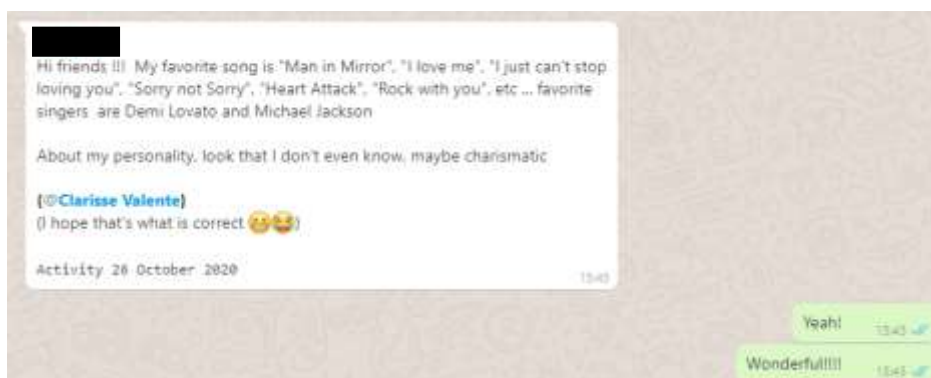 Hi friends !!! My favorite song is "Man in Mirror", "I love me", "I just can't stop
loving you", "Sorry not Sorry", "Heart Attack", "Rock with you", etc ... favorite
singers are Demi Lovato and Michael Jackson
About my personality. look that I don't even know. maybe charismatic
(@Clarisse Valente)
(I hope that's what is correct 😬😂)
Activity 26 October 2020
15:45
Yeah!
15:45
Wonderful!!!!!
15:45